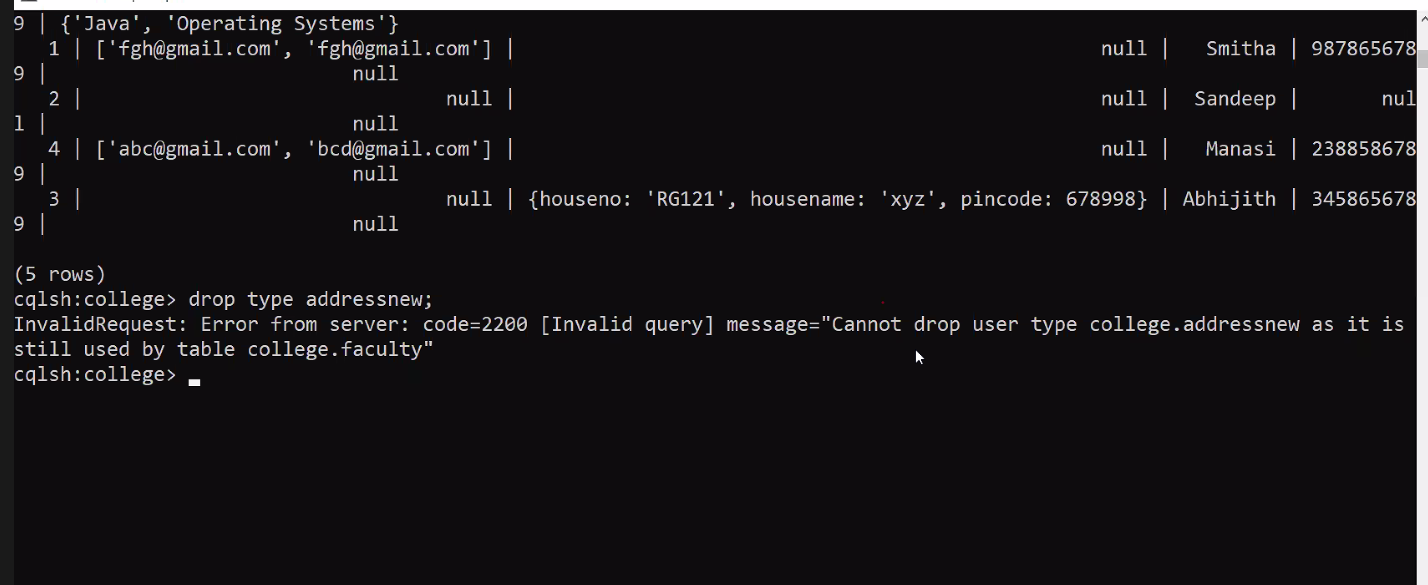 9 | {'Java', 'Operating Systems'}
1 | ['fgh@gmail.com', 'fgh@gmail.com'] | null | Smitha | 987865678
9 | null
2 | null | null | Sandeep | nul
l | null
4 | ['abc@gmail.com', 'bcd@gmail.com'] | null | Manasi | 238858678
9 | null
3 | null | {houseno: 'RG121', housename: 'xyz', pincode: 678998} | Abhijith | 345865678
9 | null
(5 rows)
cqlsh:college> drop type addressnew;
InvalidRequest: Error from server: code=2200 [Invalid query] message="Cannot drop user type college.addressnew as it is
still used by table college.faculty"
cqlsh:college>